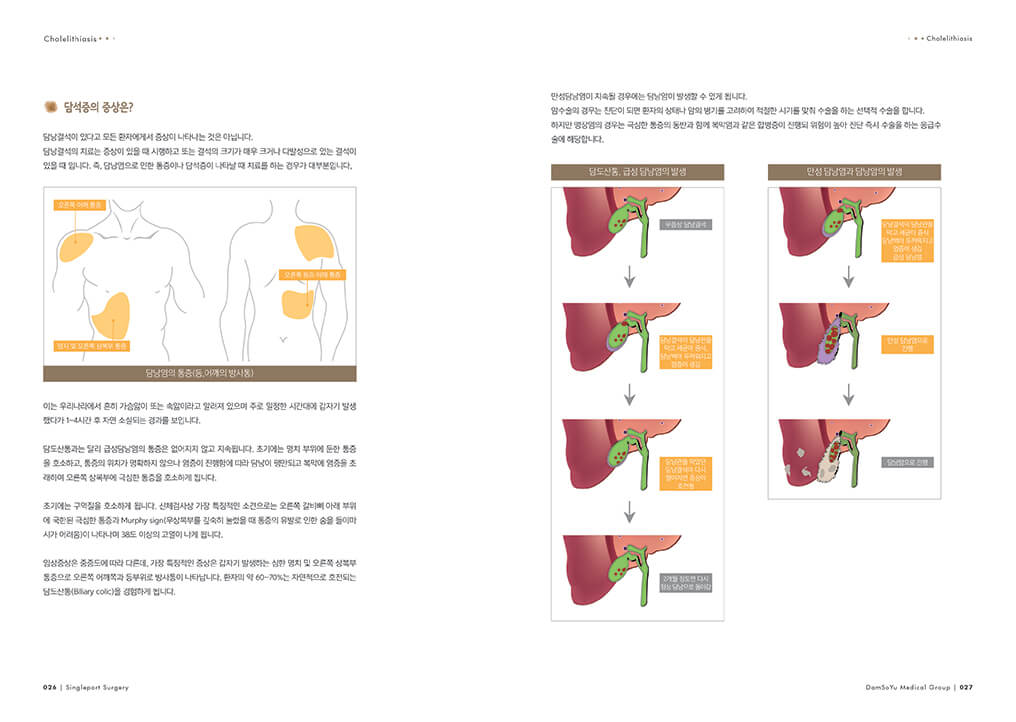 Cholelithiasis
담석증의 증상은?
담낭결석이 있다고 모든 환자에게서 증상이 나타나는 것은 아닙니다.
담낭결석의 치료는 증상이 있을 때 시행하고 또는 결석의 크기가 매우 크거나 다발성으로 있는 결석이
있을 때 입니다. 즉, 담낭염으로 인한 통증이나 담석증이 나타날 때 치료를 하는 경우가 대부분입니다.
오른쪽 어깨 통증
오른쪽 등과 어깨 통증
명치 및 오른쪽 상복부 통증
담낭염의 통증(등,어깨의 방사통)
이는 우리나라에서 흔히 가슴앓이 또는 속앓이라고 알려져 있으며 주로 일정한 시간대에 갑자기 발생
했다가 1~4시간 후 자연 소실되는 경과를 보인니다.
담도산통과는 달리 급성담낭염의 통증은 없어지지 않고 지속됩니다. 초기에는 명치 부위에 둔한 통증
을 호소하고, 통증의 위치가 명확하지 않으나 염증이 진행함에 따라 담낭이 팽만되고 복막에 염증을 초
래하여 오른쪽 상복부에 극심한 통증을 호소하게 됩니다.
초기에는 구역질을 호소하게 됩니다. 신체검사상 가장 특징적인 소견으로는 오른쪽 갈비뼈 아래 부위
에 국한된 극심한 통증과 Murphy sign(우상복부를 깊숙히 눌렀을 때 통증의 유발로 인한 숨을 들이마
시가 어려움)이 나타나며 38도 이상의 고열이 나게 됩니다.
임상증상은 중증도에 따라 다른데, 가장 특징적인 증상은 갑자기 발생하는 심한 명치 및 오른쪽 상복부
통증으로 오른쪽 어깨쪽과 등부위로 방사통이 나타납니다. 환자의 약 60~70%는 자연적으로 호전되는
담도산통(Biliary colic)을 경험하게 됩니다.
026 | Singleport Surgery
Cholelithiasis
만성담낭염이 지속될 경우에는 담낭암이 발생할 수 있게 됩니다.
암수술의 경우는 진단이 되면 환자의 상태나 암의 병기를 고려하여 적절한 시기를 맞춰 수술을 하는 선택적 수술을 합니다.
하지만 맹장염의 경우는 극심한 통증의 동반과 함께 복막염과 같은 합병증이 진행되 위험이 높아 진단 즉시 수술을 하는 응급수
술에 해당합니다.
담도산통, 급성 담낭염의 발생
무증상 담낭결석
담낭결석이 담낭관을
막고 세균이 증식,
담낭벽이 두꺼워지고
염증이 생김
담낭관을 막았던
담낭결석이 다시
떨어지면 증상이
호전됨
2개월 정도면 다시
정상 담낭으로 돌아감
만성 담낭염과 담낭암의 발생
담낭결석이 담낭관을
막고 세균이 증식
담낭벽이 두꺼워지고
염증이 생김
급성 담낭염
만성 담낭염으로
진행
담낭암으로 진행
DamSoYu Medical Group | 027